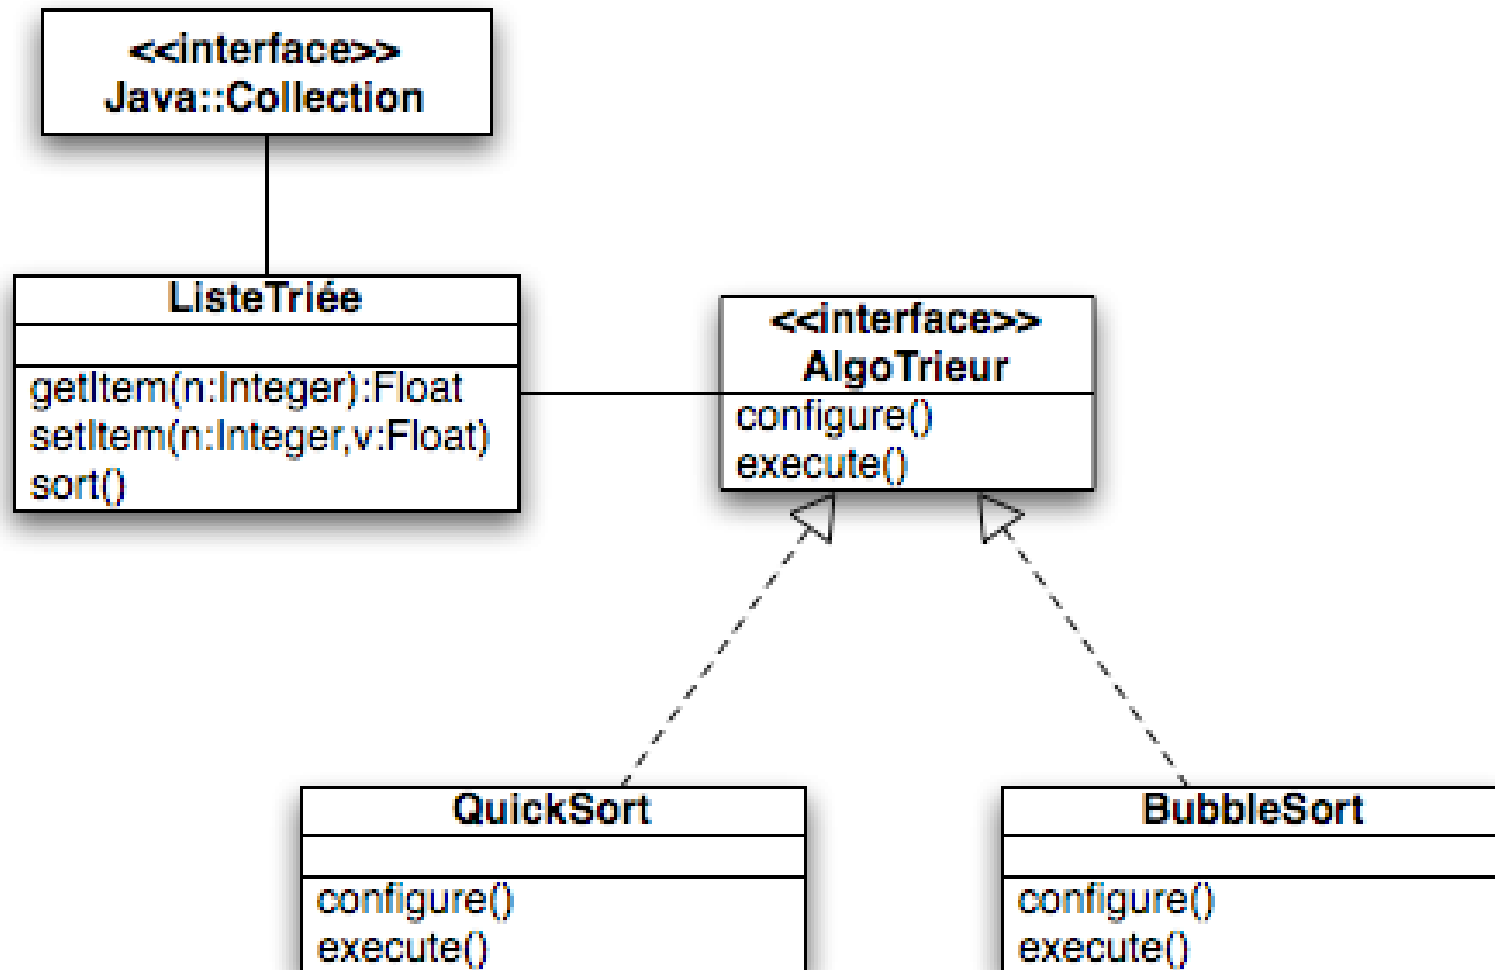 <<interface>>
Java::Collection
ListeTriée
getItem(n:Integer):Float
setItem(n:Integer,v:Float)
sort()
<<interface>>
AlgoTrieur
configure()
execute()
QuickSort
configure()
execute()
BubbleSort
configure()
execute()